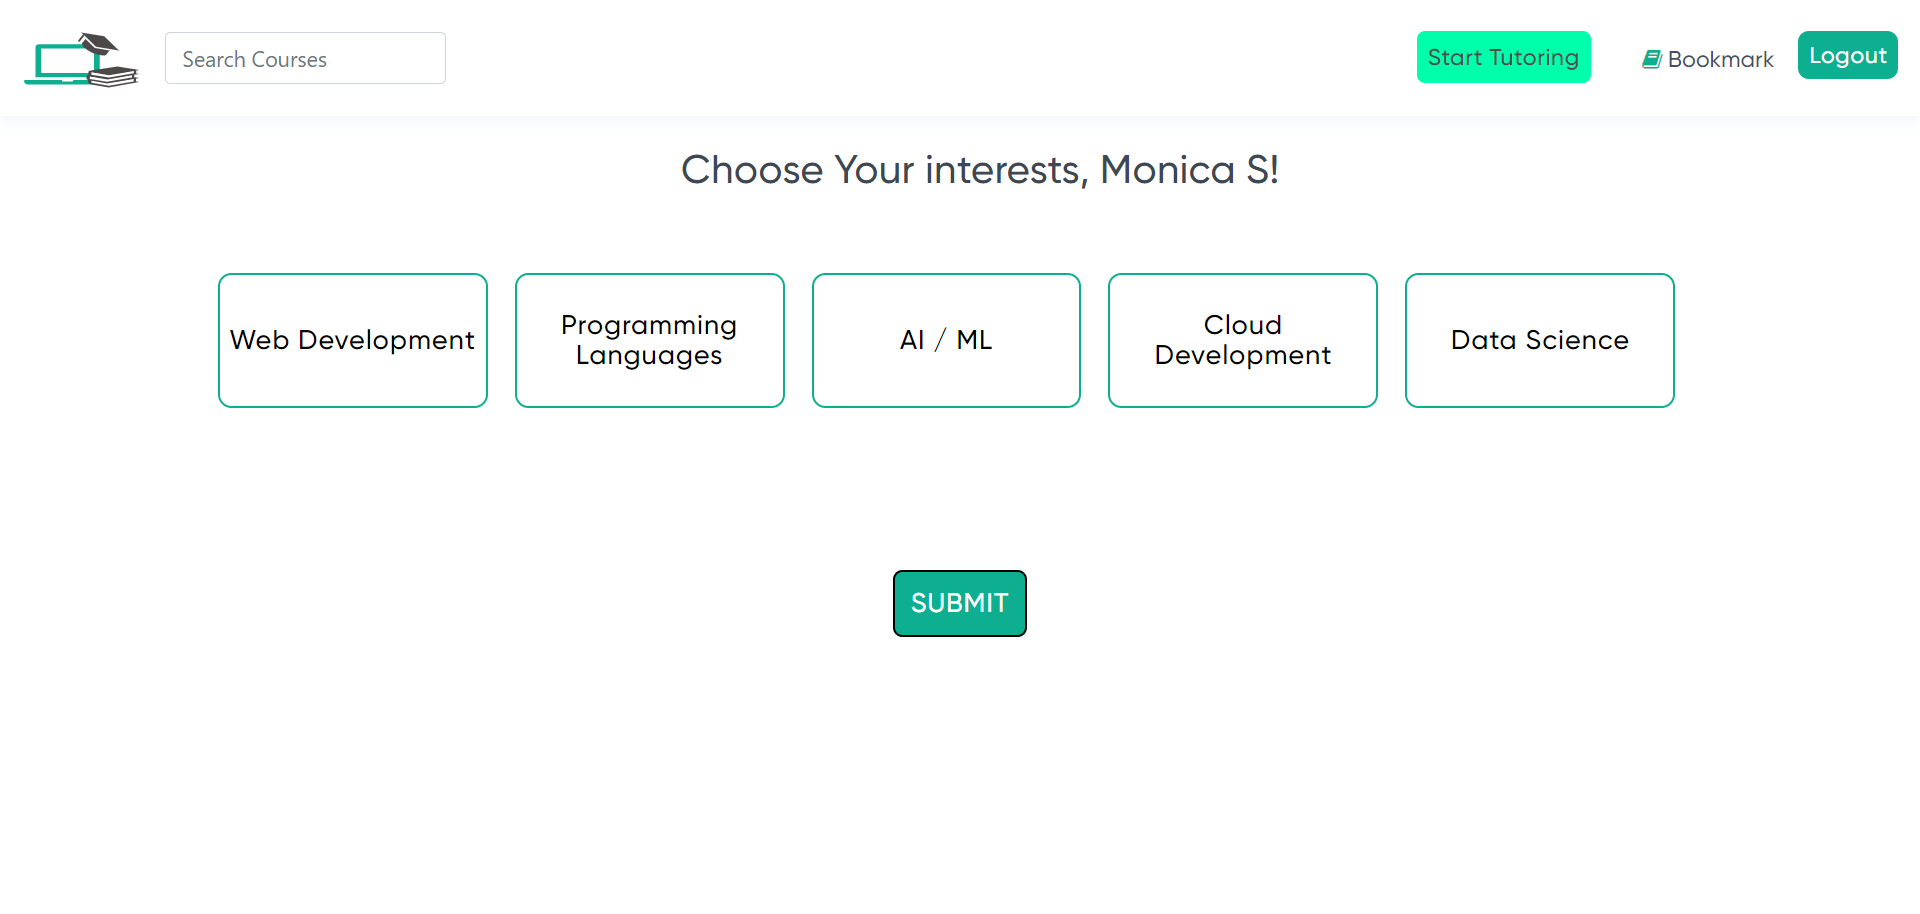 Search Courses
Start Tutoring
Bookmark
Logout
Choose Your interests, Monica S!
Web Development
Programming
Languages
AI / ML
Cloud
Development
Data Science
SUBMIT